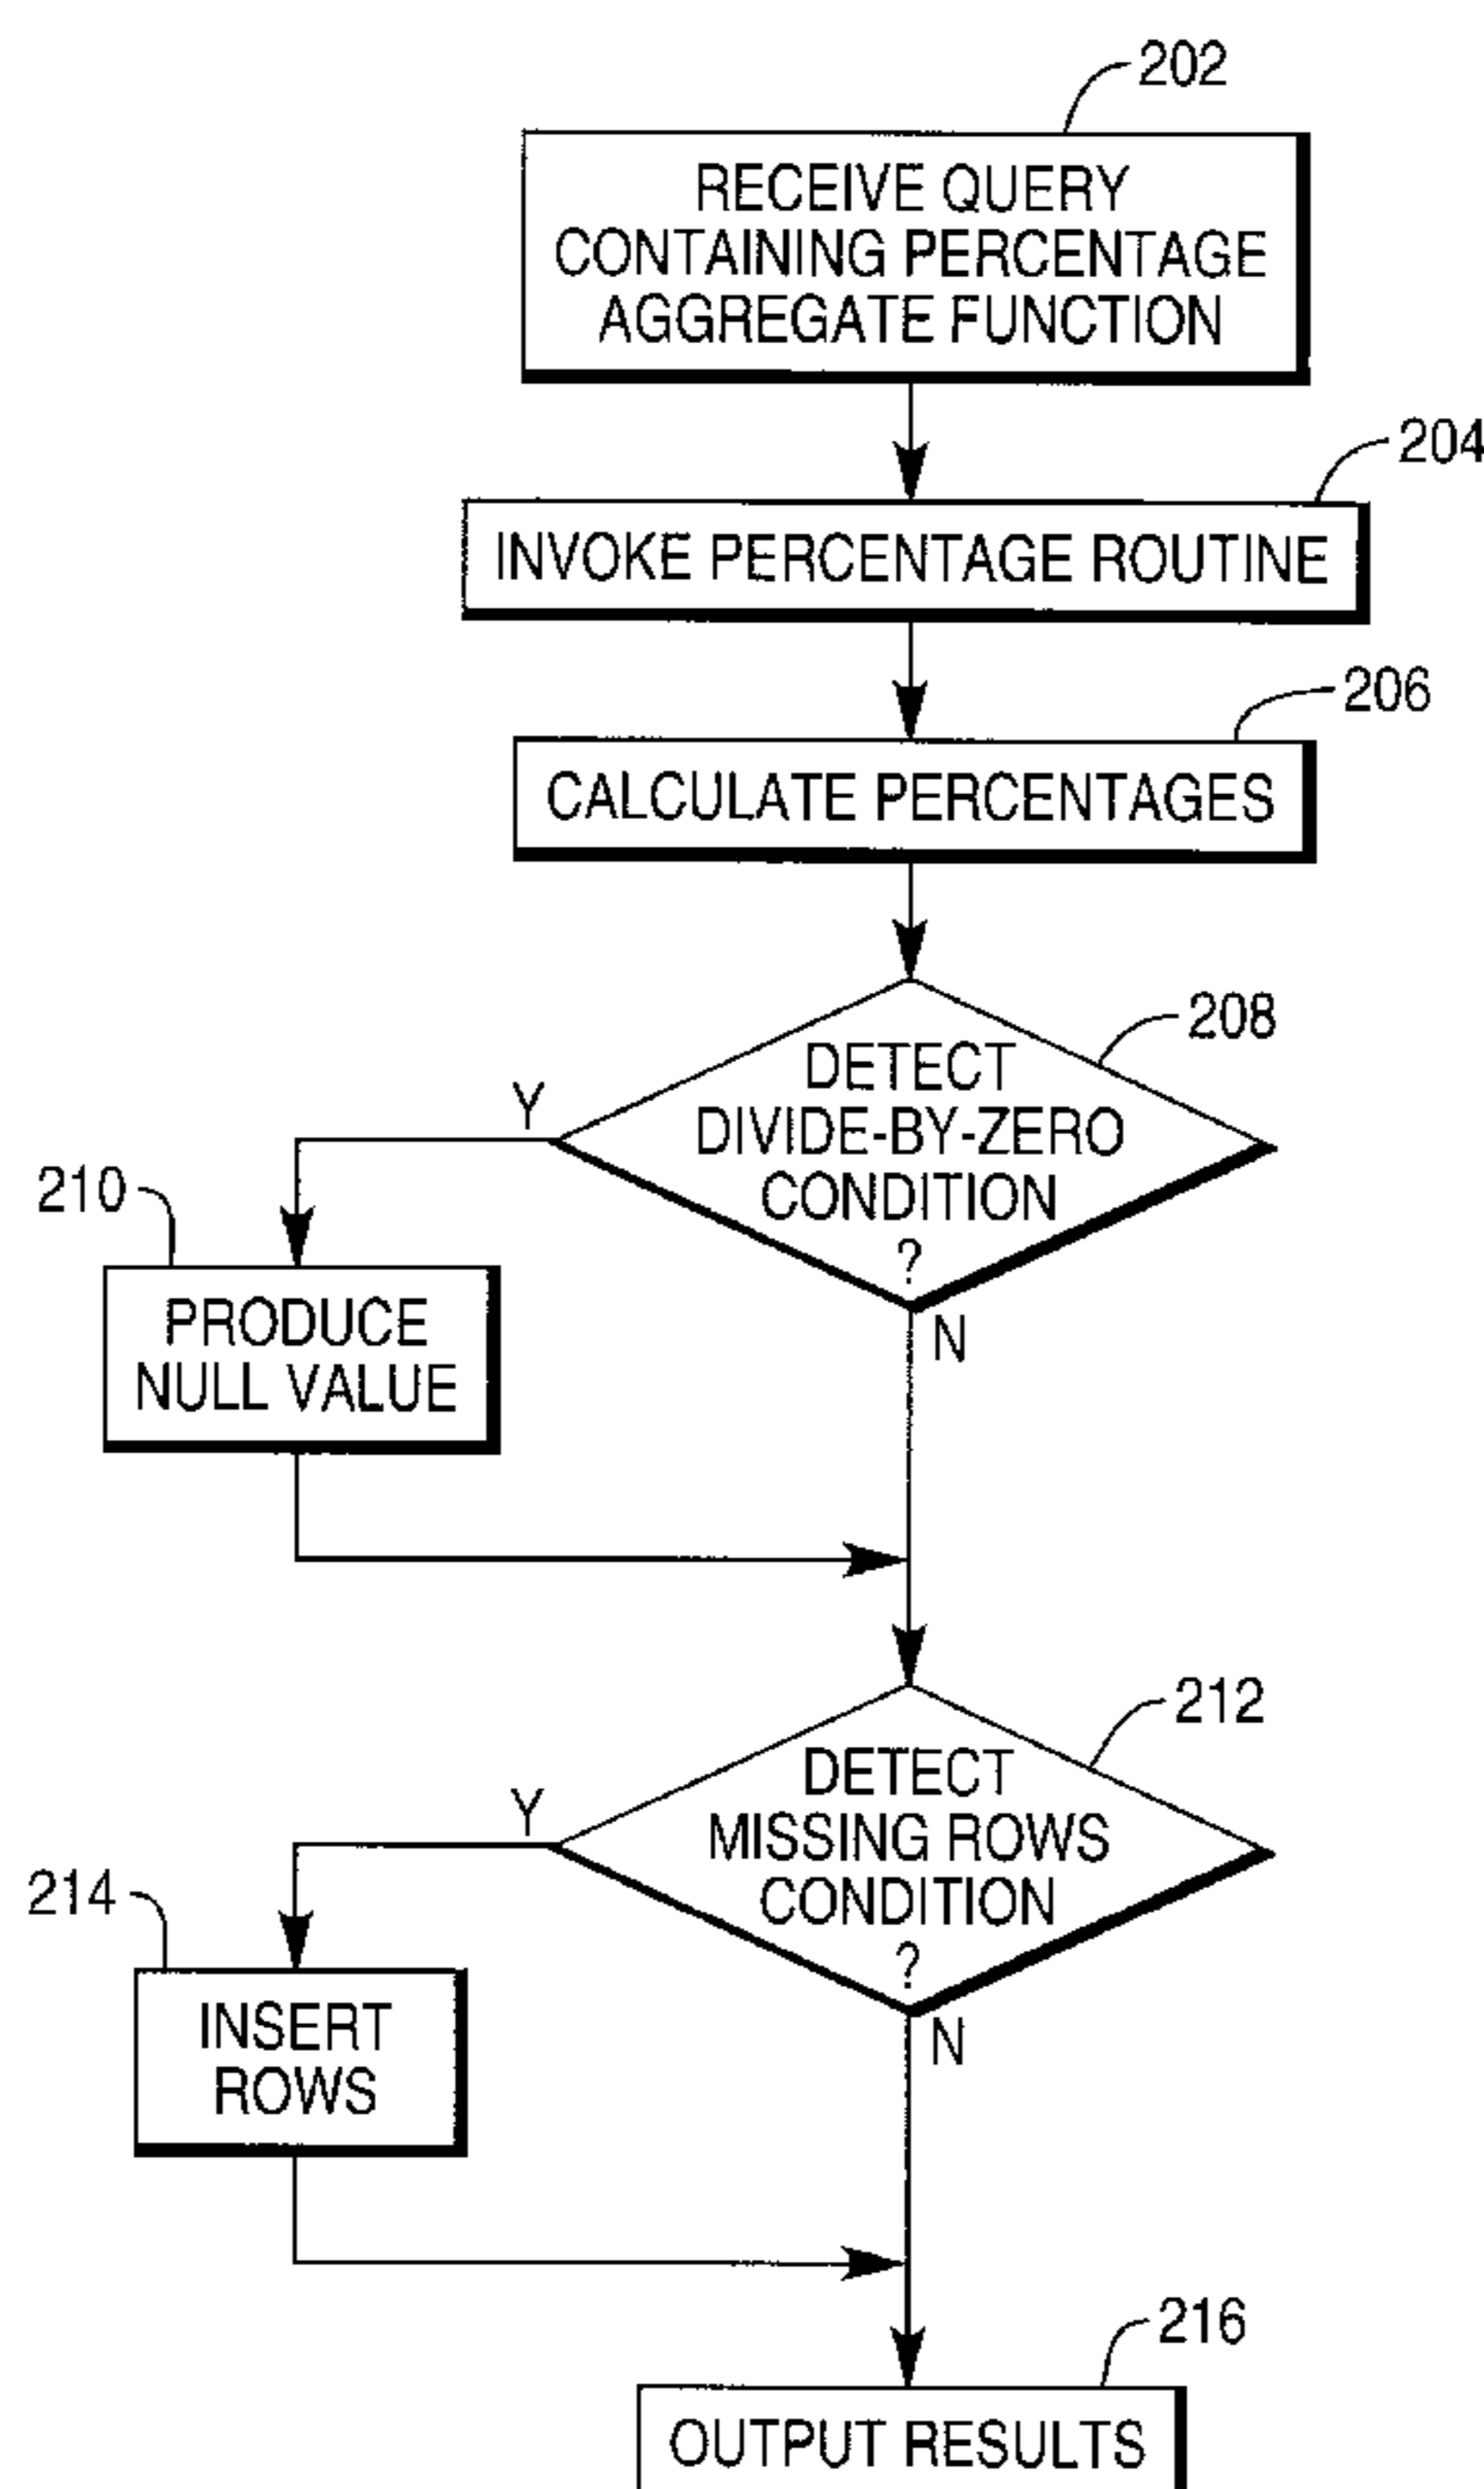 202
RECEIVE QUERY
CONTAINING PERCENTAGE
AGGREGATE FUNCTION
204
INVOKE PERCENTAGE ROUTINE
206
CALCULATE PERCENTAGES
208
DETECT
DIVIDE-BY-ZERO
CONDITION
?
Y
N
210
PRODUCE
NULL VALUE
212
DETECT
MISSING ROWS
CONDITION
?
Y
N
214
INSERT
ROWS
216
OUTPUT RESULTS